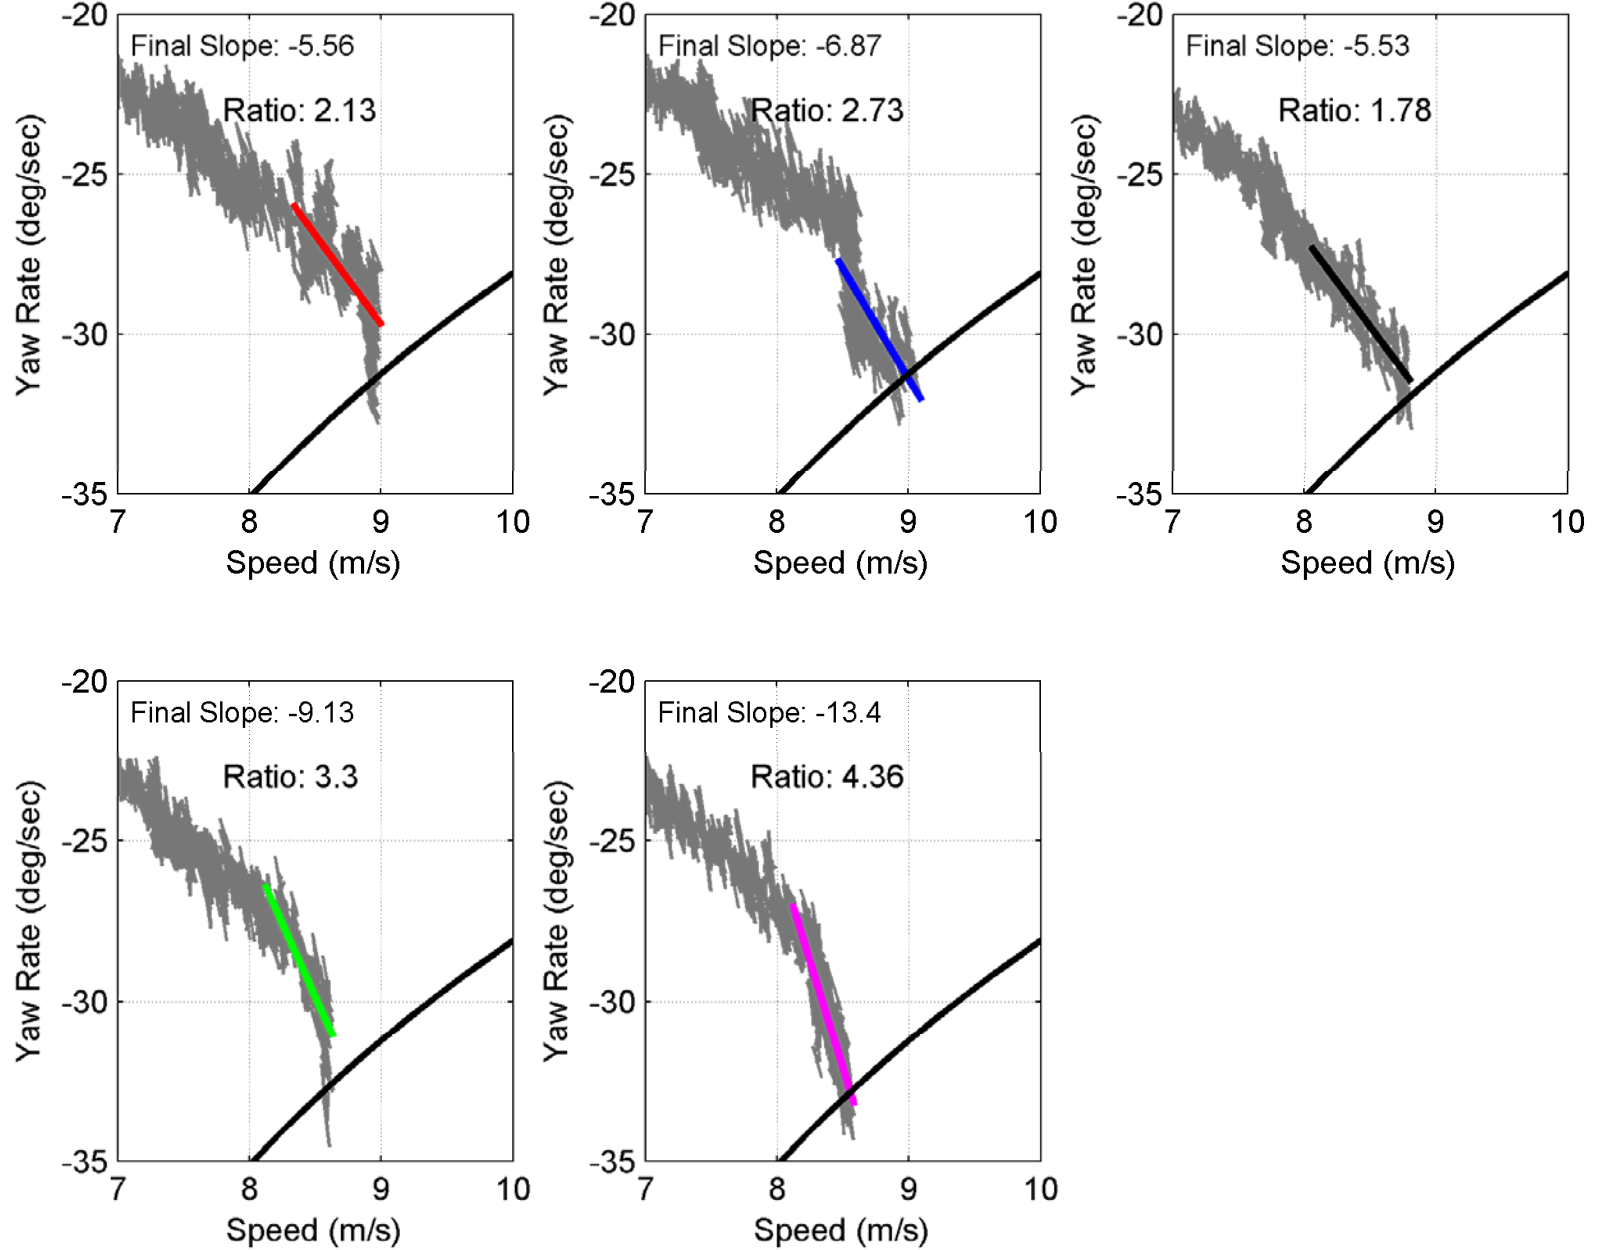 -20
Final Slope: -5.56
Ratio: 2.13
-25
-30
-35
7 8 9 10
Speed (m/s)
Yaw Rate (deg/sec)
-20
Final Slope: -6.87
Ratio: 2.73
-25
-30
-35
7 8 9 10
Speed (m/s)
Yaw Rate (deg/sec)
-20
Final Slope: -5.53
Ratio: 1.78
-25
-30
-35
7 8 9 10
Speed (m/s)
Yaw Rate (deg/sec)
-20
Final Slope: -9.13
Ratio: 3.3
-25
-30
-35
7 8 9 10
Speed (m/s)
Yaw Rate (deg/sec)
-20
Final Slope: -13.4
Ratio: 4.36
-25
-30
-35
7 8 9 10
Speed (m/s)
Yaw Rate (deg/sec)